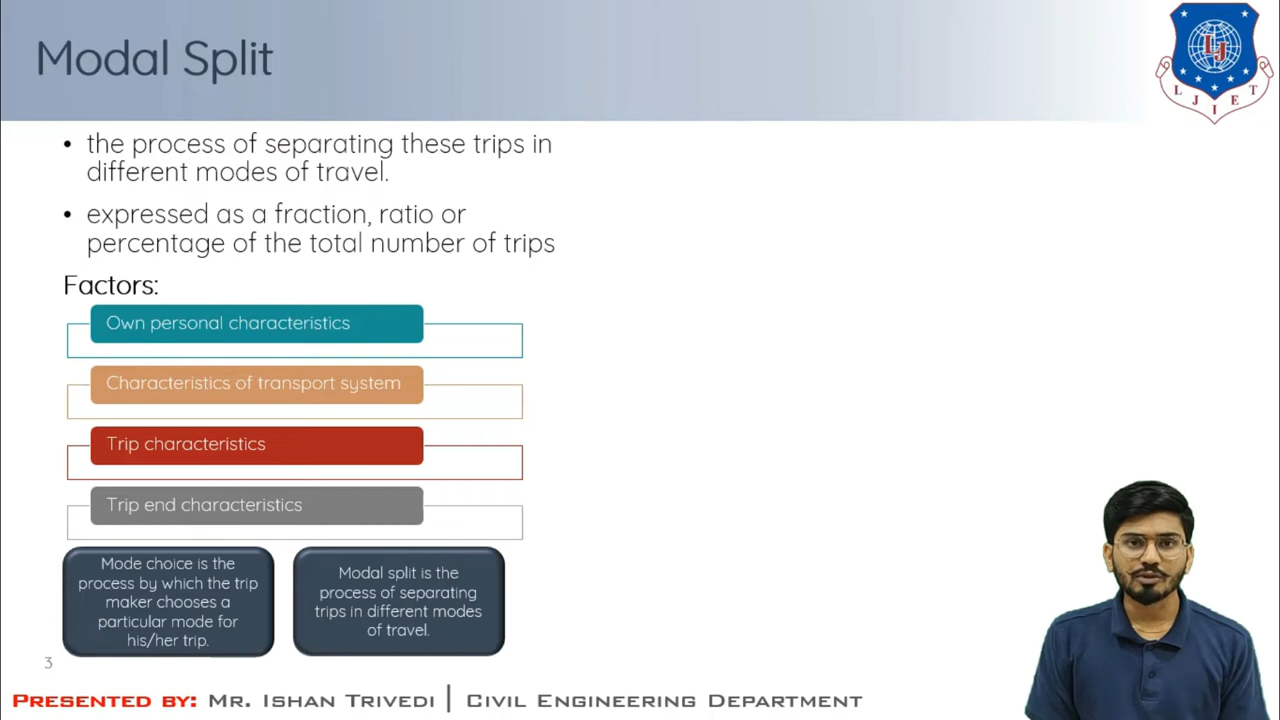 Modal Split
L J I E T
LJ
• the process of separating these trips in
different modes of travel.
• expressed as a fraction, ratio or
percentage of the total number of trips
Factors:
Own personal characteristics
Characteristics of transport system
Trip characteristics
Trip end characteristics
Mode choice is the
process by which the trip
maker chooses a
particular mode for
his/her trip.
Modal split is the
process of separating
trips in different modes
of travel.
3
PRESENTED BY: MR. ISHAN TRIVEDI | CIVIL ENGINEERING DEPARTMENT